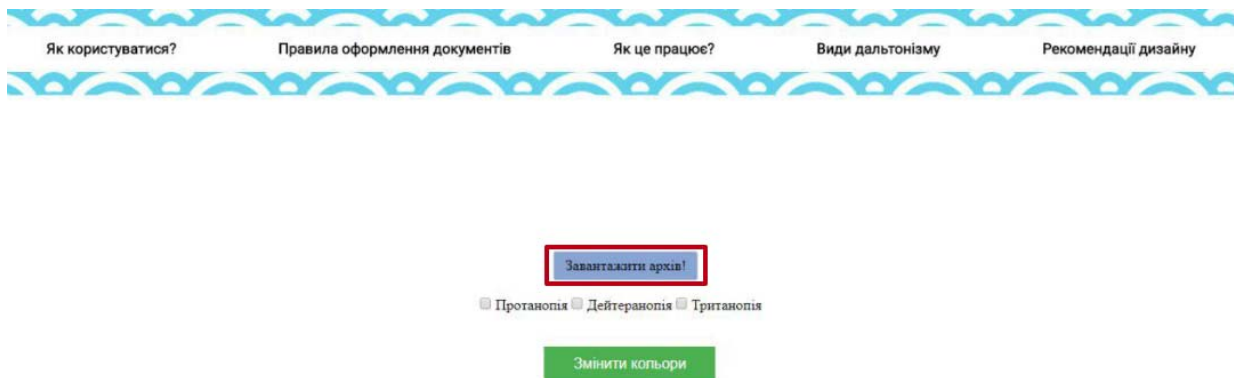 Як користуватися? Правила оформлення документів Як це працює? Види дальтонізму Рекомендації дизайну
Завантажити архів!
Протанопія Дейтеранопія Тританопія
Змінити кольори